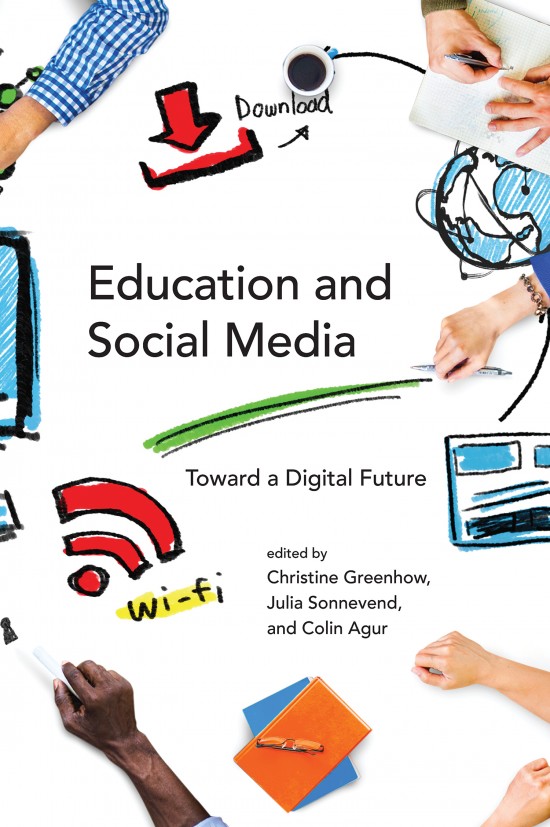 Download
Education and
Social Media
Toward a Digital Future
wi-fi
edited by
Christine Greenhow,
Julia Sonnevend,
and Colin Agur